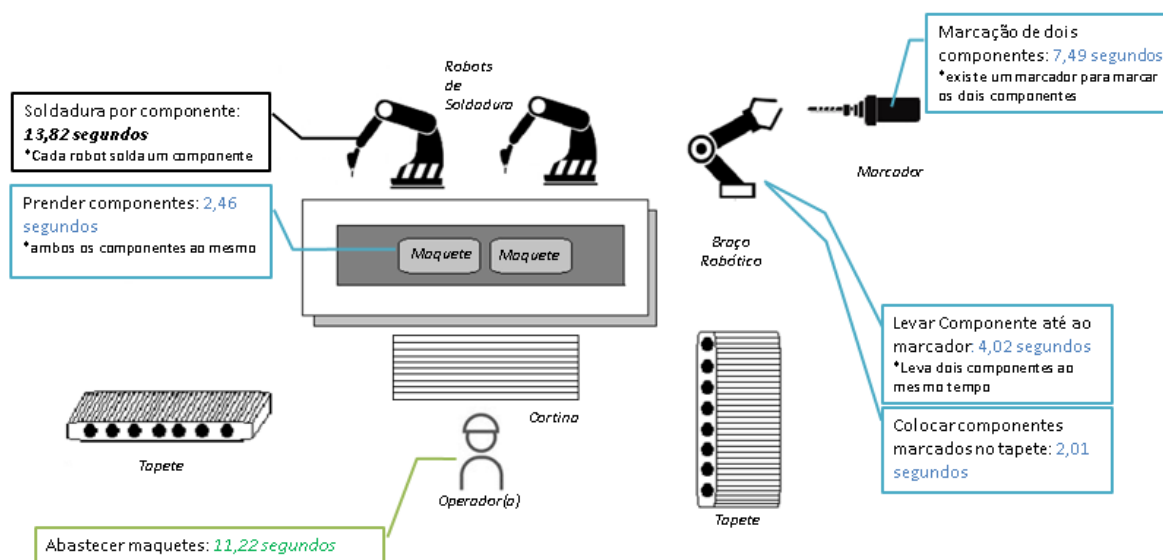 Robots
de
Soldadura
Marcação de dois
componentes: 7,49 segundos
*existe um marcador para marcar
os dois componentes
Soldadura por componente:
13,82 segundos
*Cada robot solda um componente
Marcador
Prender componentes: 2,46
segundos
*ambos os componentes ao mesmo
Maquete
Maquete
Braço
Robótico
Levar Componente até ao
marcador: 4,02 segundos
*Leva dois componentes ao
mesmo tempo
Cortina
Colocar componentes
marcados no tapete: 2,01
segundos
Tapete
Operador(a)
Tapete
Abastecer maquetes: 11,22 segundos